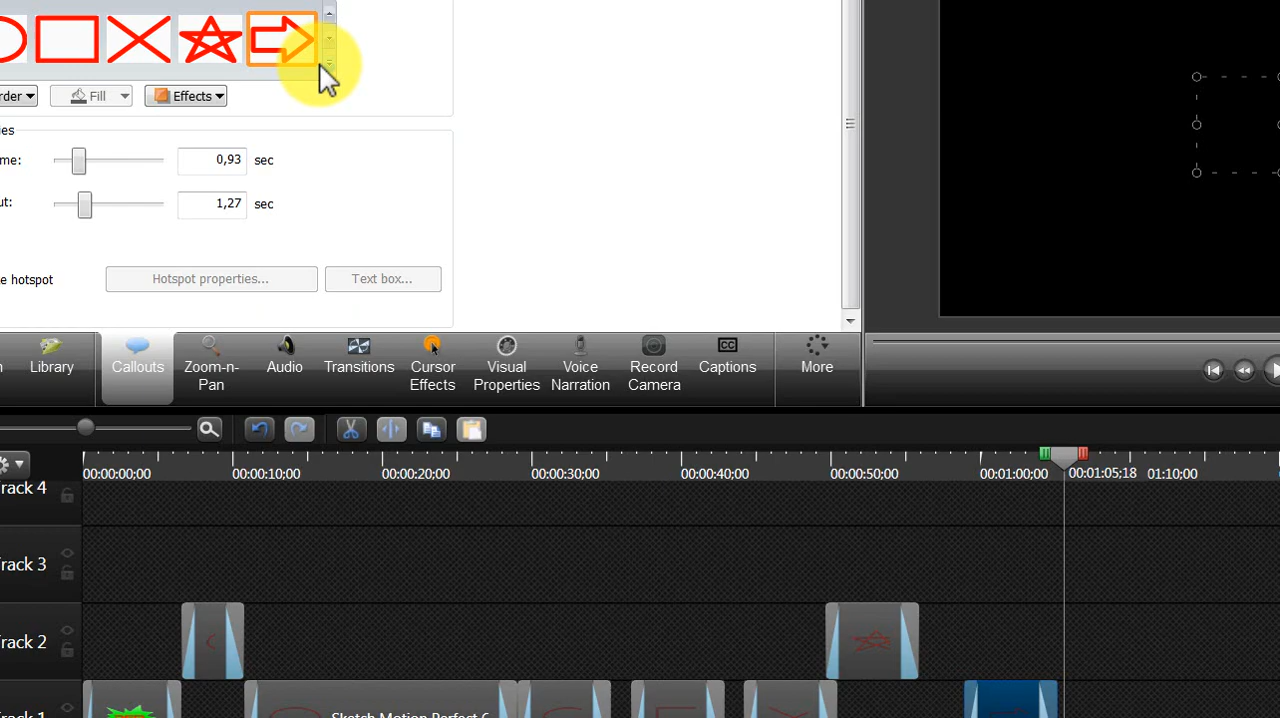 rder
Fill
Effects
ies
me:
0,93
sec
ut:
1,27
sec
e hotspot
Hotspot properties...
Text box...
n
Library
Callouts
Zoom-n-
Pan
Audio
Transitions
Cursor
Effects
Visual
Properties
Voice
Narration
Record
Camera
CC
Captions
More
00:00:00;00
00:00:10;00
00:00:20;00
00:00:30;00
00:00:40;00
00:00:50;00
00:01:00;00
00:01:05;18
01:10;00
rack 4
rack 3
rack 2
rack 1
Sketch Motion Perfect C